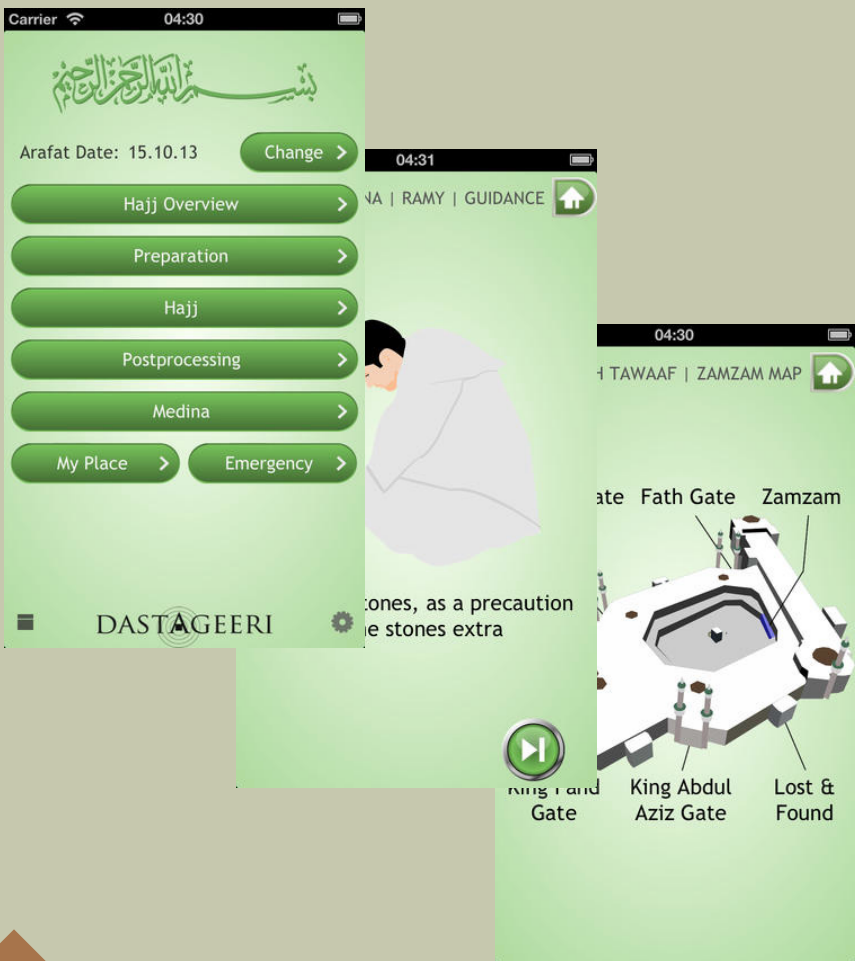 Carrier 04:30
بسم الله الرحمن الرحيم
Arafat Date: 15.10.13 Change
Hajj Overview
Preparation
Hajj
Postprocessing
Medina
My Place Emergency
DASTAGEERI
04:31
NA | RAMY | GUIDANCE
tones, as a precaution
e stones extra
04:30
H TAWAAF | ZAMZAM MAP
ate Fath Gate Zamzam
King Fahd Gate
King Abdul Aziz Gate
Lost & Found